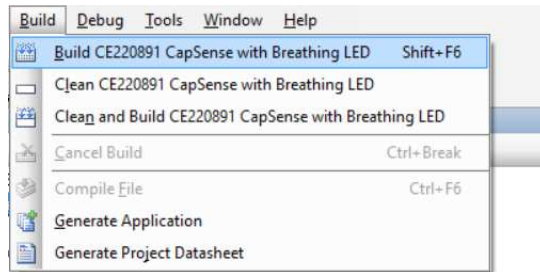 Build Debug Tools Window Help
Build CE220891 CapSense with Breathing LED Shift+F6
Clean CE220891 CapSense with Breathing LED
Clean and Build CE220891 CapSense with Breathing LED
Cancel Build Ctrl+Break
Compile File Ctrl+F6
Generate Application
Generate Project Datasheet